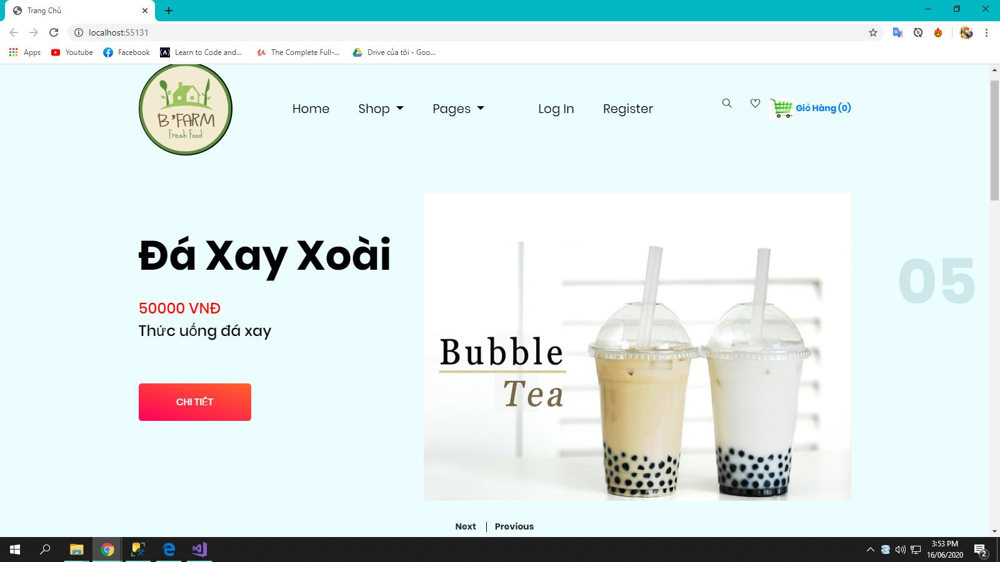 Trang Chủ
localhost:55131
Apps
Youtube
Facebook
Learn to Code and...
The Complete Full-...
Drive của tôi - Goo...
B'FARM
Fresh Food
Home
Shop
Pages
Log In
Register
Giỏ Hàng (0)
Đá Xay Xoài
50000 VNĐ
Thức uống đá xay
CHI TIẾT
Bubble
Tea
05
Next
Previous
3:53 PM
16/06/2020
2